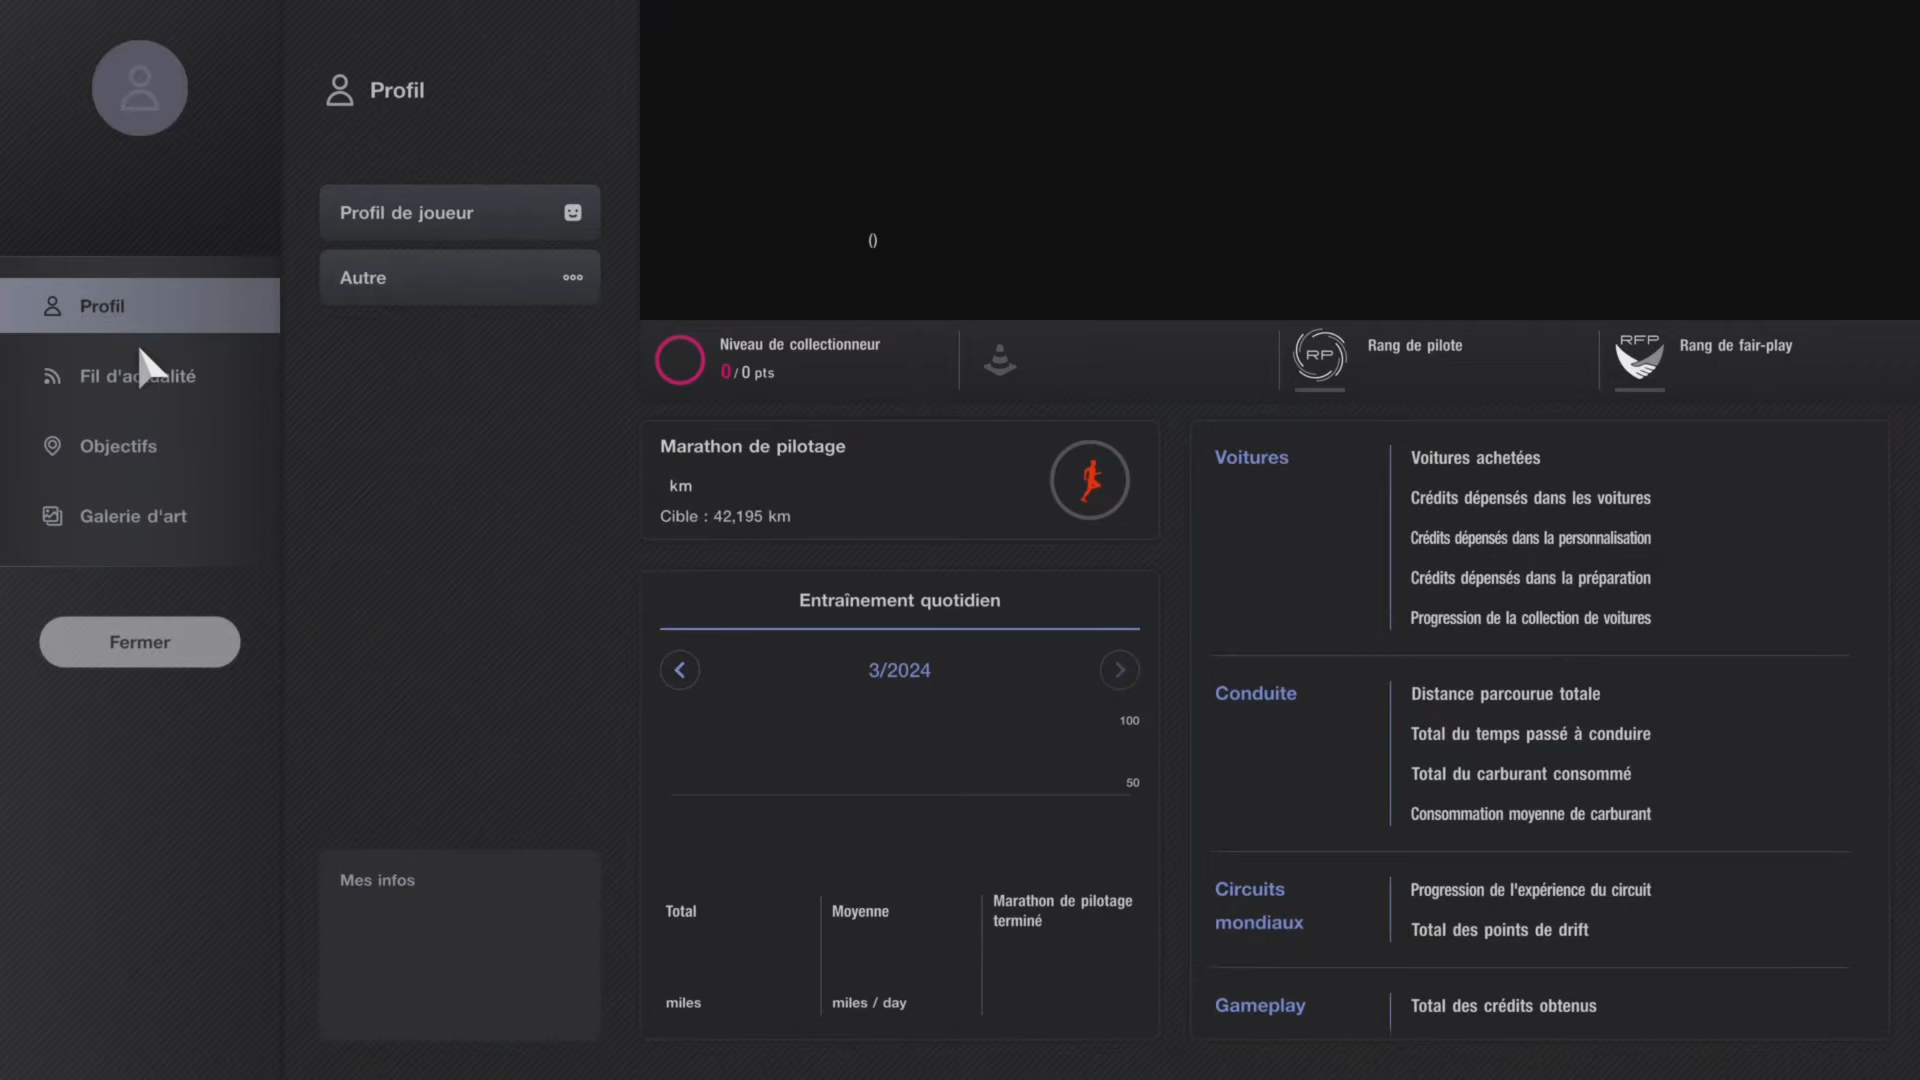 Profil
Fil d'actualité
Objectifs
Galerie d'art
Fermer
Profil
Profil de joueur
Autre
Mes infos
()
Niveau de collectionneur
0 / 0 pts
RP
Rang de pilote
RFP
Rang de fair-play
Marathon de pilotage
km
Cible : 42,195 km
Entraînement quotidien
3/2024
100
50
Total
miles
Moyenne
miles / day
Marathon de pilotage
terminé
Voitures
Voitures achetées
Crédits dépensés dans les voitures
Crédits dépensés dans la personnalisation
Crédits dépensés dans la préparation
Progression de la collection de voitures
Conduite
Distance parcourue totale
Total du temps passé à conduire
Total du carburant consommé
Consommation moyenne de carburant
Circuits
mondiaux
Progression de l'expérience du circuit
Total des points de drift
Gameplay
Total des crédits obtenus